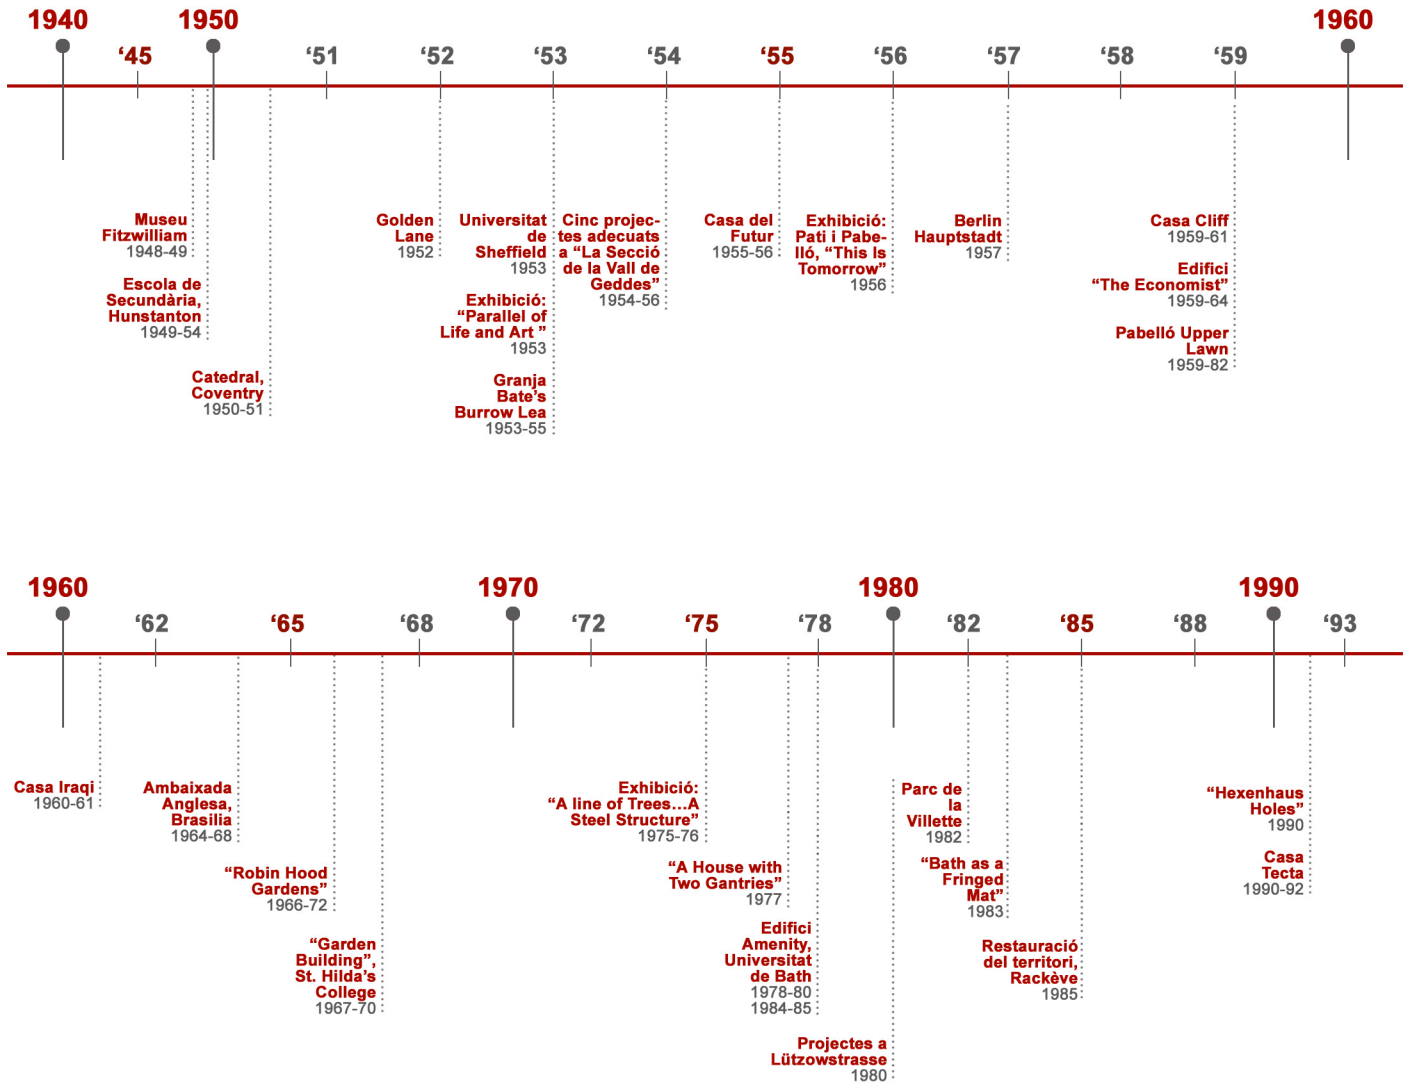 1940
1950
1960
‘45
‘51
‘52
‘53
‘54
‘55
‘56
‘57
‘58
‘59
Museu
Fitzwilliam
1948-49
Escola de
Secundària,
Hunstanton
1949-54
Catedral,
Coventry
1950-51
Golden
Lane
1952
Universitat
de
Sheffield
1953
Exhibició:
“Parallel of
Life and Art ”
1953
Granja
Bate’s
Burrow Lea
1953-55
Cinc projec-
tes adecuats
a “La Secció
de la Vall de
Geddes”
1954-56
Casa del
Futur
1955-56
Exhibició:
Pati i Pabe-
lló, “This Is
Tomorrow”
1956
Berlin
Hauptstadt
1957
Casa Cliff
1959-61
Edifici
“The Economist”
1959-64
Pabelló Upper
Lawn
1959-82
1960
1970
1980
1990
‘62
‘65
‘68
‘72
‘75
‘78
‘82
‘85
‘88
‘93
Casa Iraqi
1960-61
Ambaixada
Anglesa,
Brasilia
1964-68
“Robin Hood
Gardens”
1966-72
“Garden
Building”,
St. Hilda’s
College
1967-70
Exhibició:
“A line of Trees...A
Steel Structure”
1975-76
“A House with
Two Gantries”
1977
Edifici
Amenity,
Universitat
de Bath
1978-80
1984-85
Projectes a
Lützowstrasse
1980
Parc de
la
Villette
1982
“Bath as a
Fringed
Mat”
1983
Restauració
del territori,
Rackève
1985
“Hexenhaus
Holes”
1990
Casa
Tecta
1990-92